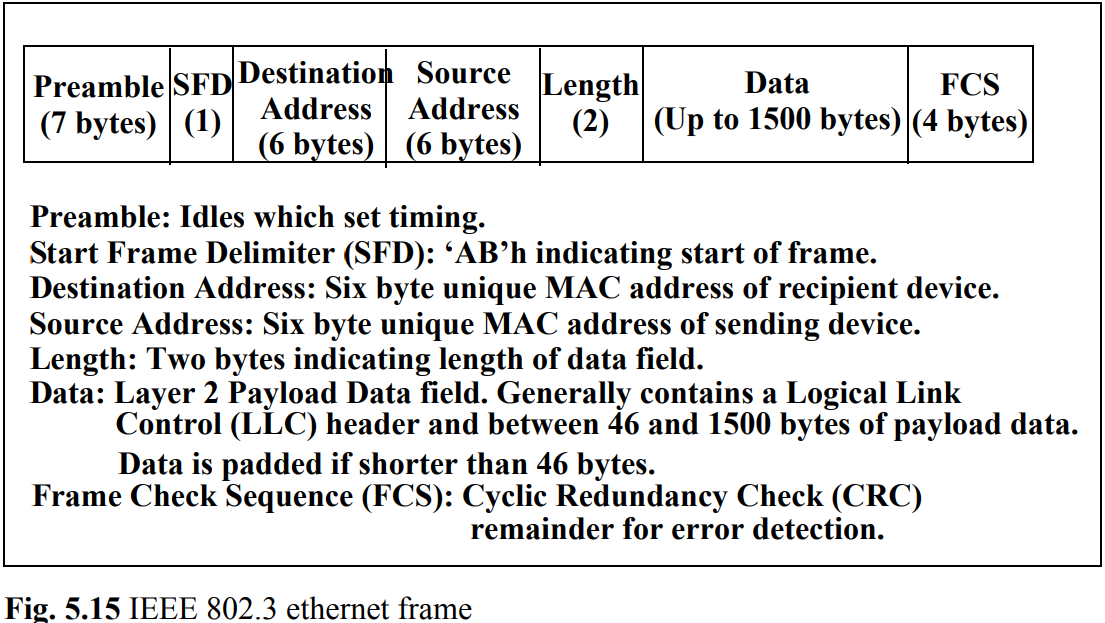 Preamble
(7 bytes)
SFD
(1)
Destination
Address
(6 bytes)
Source
Address
(6 bytes)
Length
(2)
Data
(Up to 1500 bytes)
FCS
(4 bytes)
Preamble: Idles which set timing.
Start Frame Delimiter (SFD): ‘AB’h indicating start of frame.
Destination Address: Six byte unique MAC address of recipient device.
Source Address: Six byte unique MAC address of sending device.
Length: Two bytes indicating length of data field.
Data: Layer 2 Payload Data field. Generally contains a Logical Link
Control (LLC) header and between 46 and 1500 bytes of payload data.
Data is padded if shorter than 46 bytes.
Frame Check Sequence (FCS): Cyclic Redundancy Check (CRC)
remainder for error detection.
Fig. 5.15 IEEE 802.3 ethernet frame